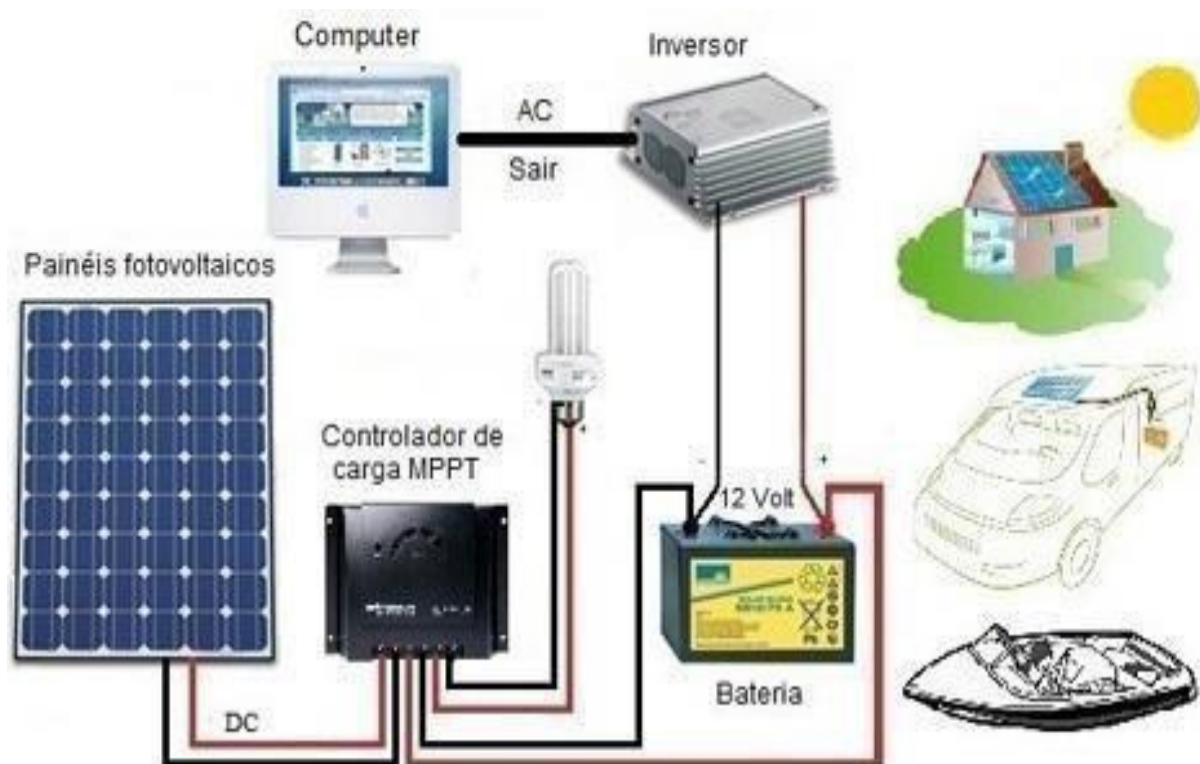 Computer
Inversor
AC
Sair
Painéis fotovoltaicos
Controlador de
carga MPPT
-
+
12 Volt
Bateria
DC